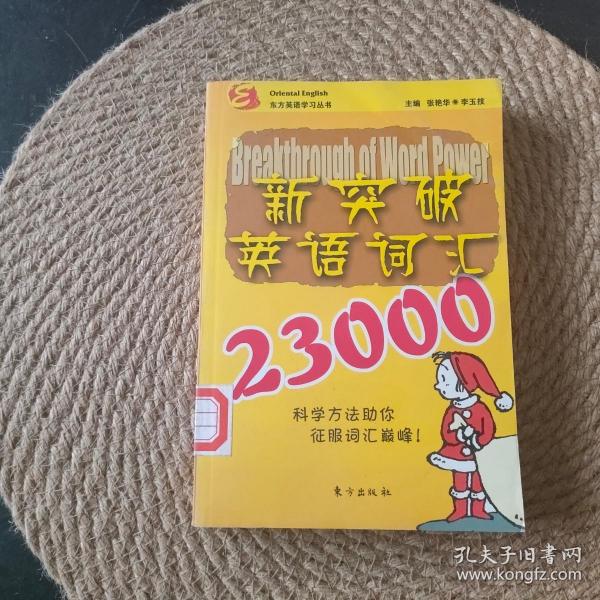 Oriental English
东方英语学习丛书
主编 张艳华 李玉技
Breakthrough of Word Power
新突破
英语词汇
23000
科学方法助你
征服词汇巅峰!
东方出版社
孔夫子旧书网
www.kongfz.com